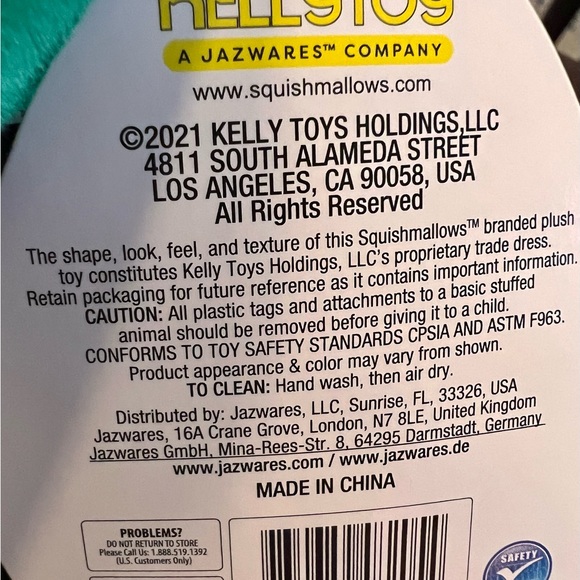 KELLYTOY
A JAZWARES™ COMPANY
www.squishmallows.com
©2021 KELLY TOYS HOLDINGS,LLC
4811 SOUTH ALAMEDA STREET
LOS ANGELES, CA 90058, USA
All Rights Reserved
The shape, look, feel, and texture of this Squishmallows™ branded plush
toy constitutes Kelly Toys Holdings, LLC's proprietary trade dress.
Retain packaging for future reference as it contains important information.
CAUTION: All plastic tags and attachments to a basic stuffed
animal should be removed before giving it to a child.
CONFORMS TO TOY SAFETY STANDARDS CPSIA AND ASTM F963.
Product appearance & color may vary from shown.
TO CLEAN: Hand wash, then air dry.
Distributed by: Jazwares, LLC, Sunrise, FL, 33326, USA
Jazwares, 16A Crane Grove, London, N7 8LE, United Kingdom
Jazwares GmbH, Mina-Rees-Str. 8, 64295 Darmstadt, Germany
www.jazwares.com / www.jazwares.de
MADE IN CHINA
PROBLEMS?
DO NOT RETURN TO STORE
Please Call Us: 1.888.519.1392
(U.S. Customers Only)
SAFETY